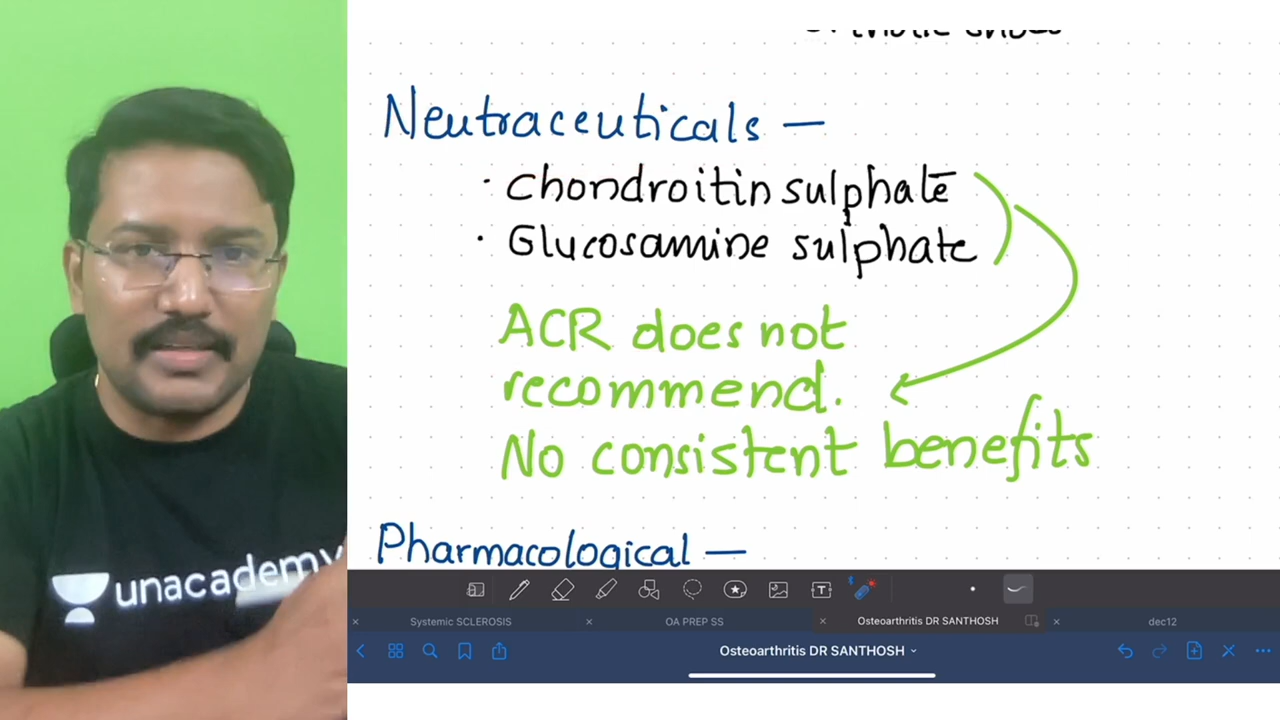 Neutraceuticals —
· Chondroitin sulphate
· Glucosamine sulphate
ACR does not
recommend.
No consistent benefits
Pharmacological —
unacademy
Systemic SCLEROSIS
OA PREP SS
Osteoarthritis DR SANTHOSH
dec12
Osteoarthritis DR SANTHOSH